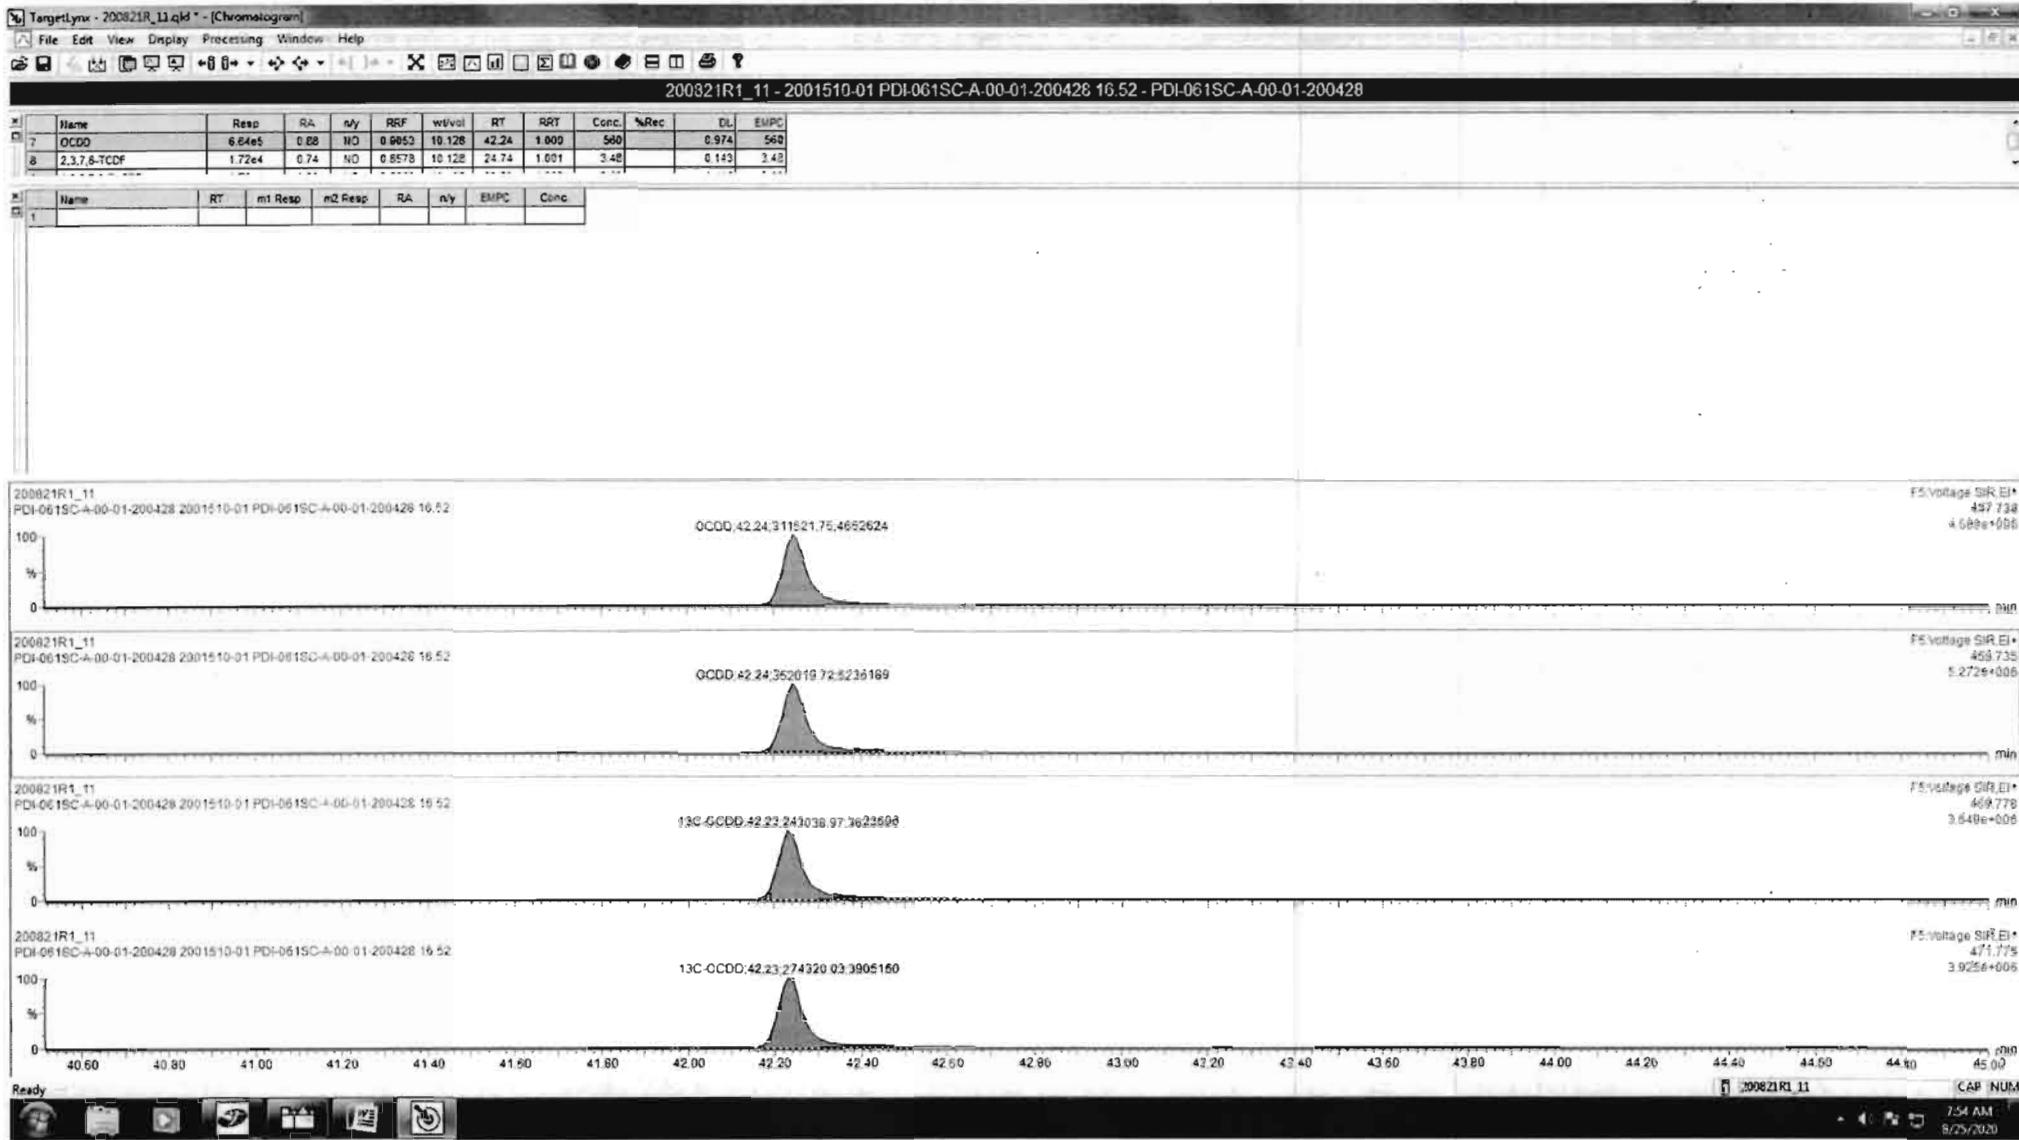 TargetLynx - 200821R_11.qld * - [Chromatogram]
File Edit View Display Processing Window Help
200821R1_11 - 2001510-01 PDI-061SC-A-00-01-200428 16.52 - PDI-061SC-A-00-01-200428
Name Resp RA n/y RRF wt/vol RT RRT Conc. %Rec DL EMPC
7 OCDD 6.64e5 0.88 NO 0.9053 10.128 42.24 1.000 560 0.974 560
8 2,3,7,8-TCDF 1.72e4 0.74 NO 0.8578 10.128 24.74 1.001 3.48 0.143 3.48
Name RT m1 Resp m2 Resp RA n/y EMPC Conc.
1
200821R1_11
PDI-061SC-A-00-01-200428 2001510-01 PDI-061SC-A-00-01-200428 16.52
F5:Voltage SIR,EI+
457.738
OCDD;42.24;311521.75;4652624
100
%
0
min
200821R1_11
PDI-061SC-A-00-01-200428 2001510-01 PDI-061SC-A-00-01-200428 16.52
F5:Voltage SIR,EI+
459.735
5.272e+006
OCDD;42.24;352019.72;5236189
100
%
0
min
200821R1_11
PDI-061SC-A-00-01-200428 2001510-01 PDI-061SC-A-00-01-200428 16.52
F5:Voltage SIR,EI+
469.778
3.649e+006
13C-OCDD;42.23;243038.97;3623596
100
%
0
min
200821R1_11
PDI-061SC-A-00-01-200428 2001510-01 PDI-061SC-A-00-01-200428 16.52
F5:Voltage SIR,EI+
471.775
3.925e+006
13C-OCDD;42.23;274320.03;3905150
100
%
0
min
40.60 40.80 41.00 41.20 41.40 41.60 41.80 42.00 42.20 42.40 42.60 42.80 43.00 43.20 43.40 43.60 43.80 44.00 44.20 44.40 44.60 44.80 45.00
Ready
200821R1_11 CAP NUM
7:54 AM
8/25/2020